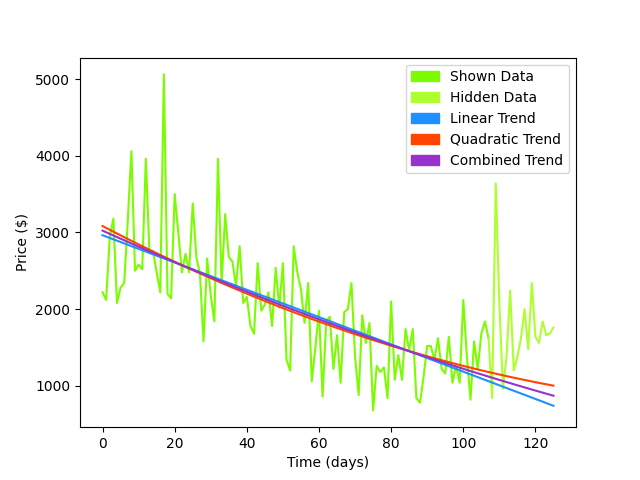 5000
4000
3000
2000
1000
0
20
40
60
80
100
120
Price ($)
Time (days)
Shown Data
Hidden Data
Linear Trend
Quadratic Trend
Combined Trend